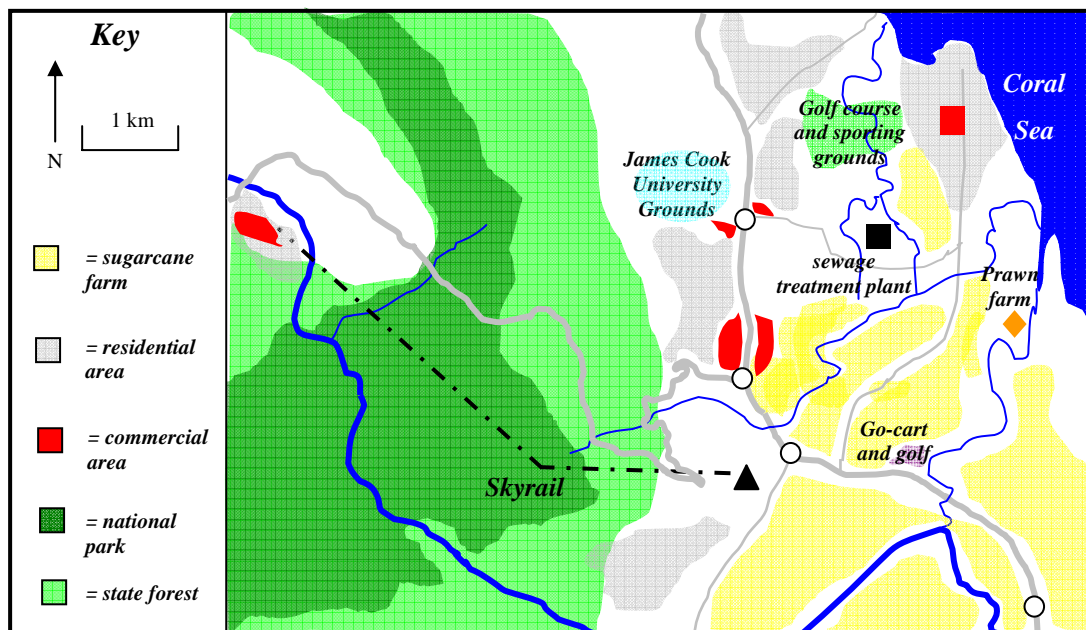 Key
1 km
N
= sugarcane
farm
= residential
area
= commercial
area
= national
park
= state forest
Coral
Sea
Golf course
and sporting
grounds
James Cook
University
Grounds
sewage
treatment plant
Prawn
farm
Go-cart
and golf
Skyrail